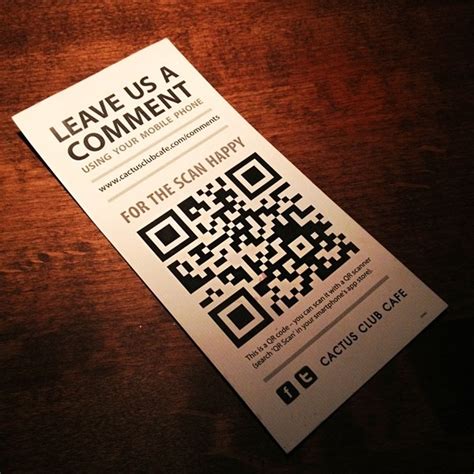 LEAVE US A
COMMENT
USING YOUR MOBILE PHONE
www.cactusclubcafe.com/comments
FOR THE SCAN HAPPY
This is a QR code – you can scan it with a QR scanner
(search 'QR Scan' in your smartphone's app store).
CACTUS CLUB CAFE